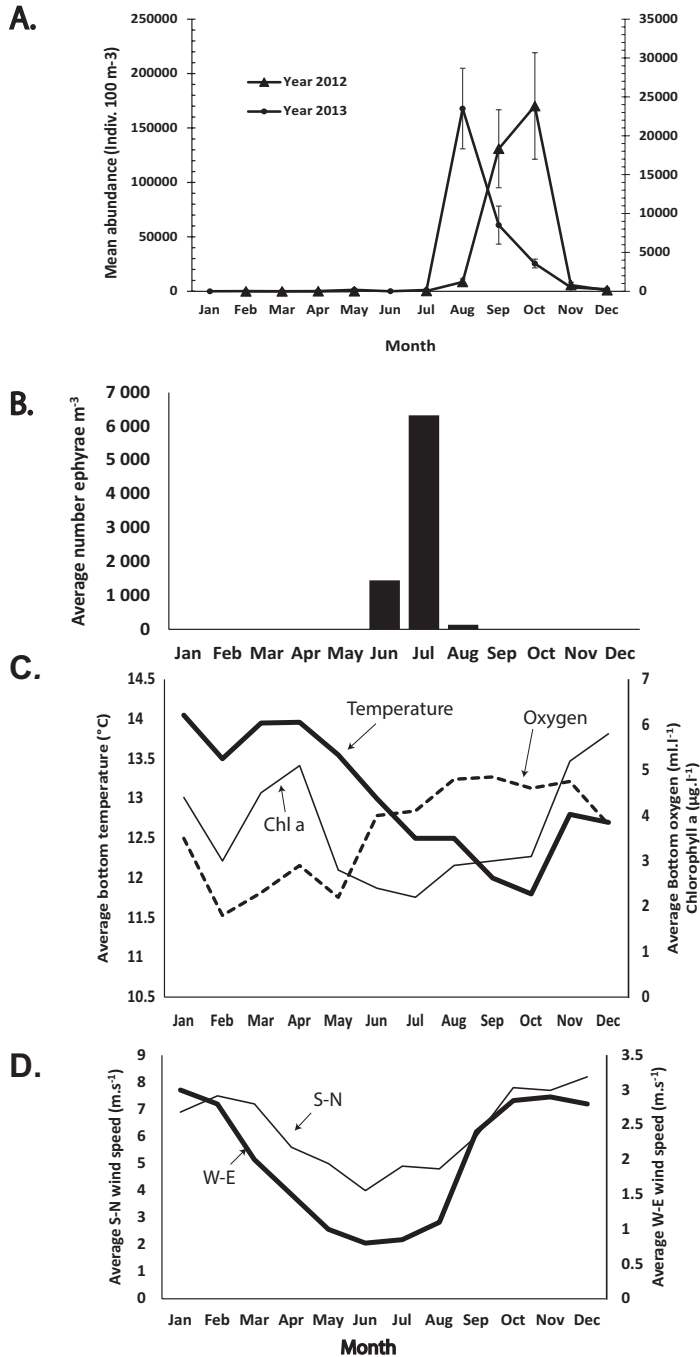 A.
Mean abundance (Indiv. 100 m-3)
250000
200000
150000
100000
50000
0
35000
30000
25000
20000
15000
10000
5000
0
Year 2012
Year 2013
Jan Feb Mar Apr May Jun Jul Aug Sep Oct Nov Dec
Month
B.
Average number ephyrae m-3
7 000
6 000
5 000
4 000
3 000
2 000
1 000
0
Jan Feb Mar Apr May Jun Jul Aug Sep Oct Nov Dec
C.
Average bottom temperature (°C)
14.5
14
13.5
13
12.5
12
11.5
11
10.5
Temperature
Oxygen
Chl a
7
6
5
4
3
2
1
0
Average Bottom oxygen (ml.l-1)
Chlorophyll a (µg.l-1)
Jan Feb Mar Apr May Jun Jul Aug Sep Oct Nov Dec
D.
Average S-N wind speed (m.s-1)
9
8
7
6
5
4
3
2
1
0
S-N
W-E
3.5
3
2.5
2
1.5
1
0.5
0
Average W-E wind speed (m.s-1)
Jan Feb Mar Apr May Jun Jul Aug Sep Oct Nov Dec
Month